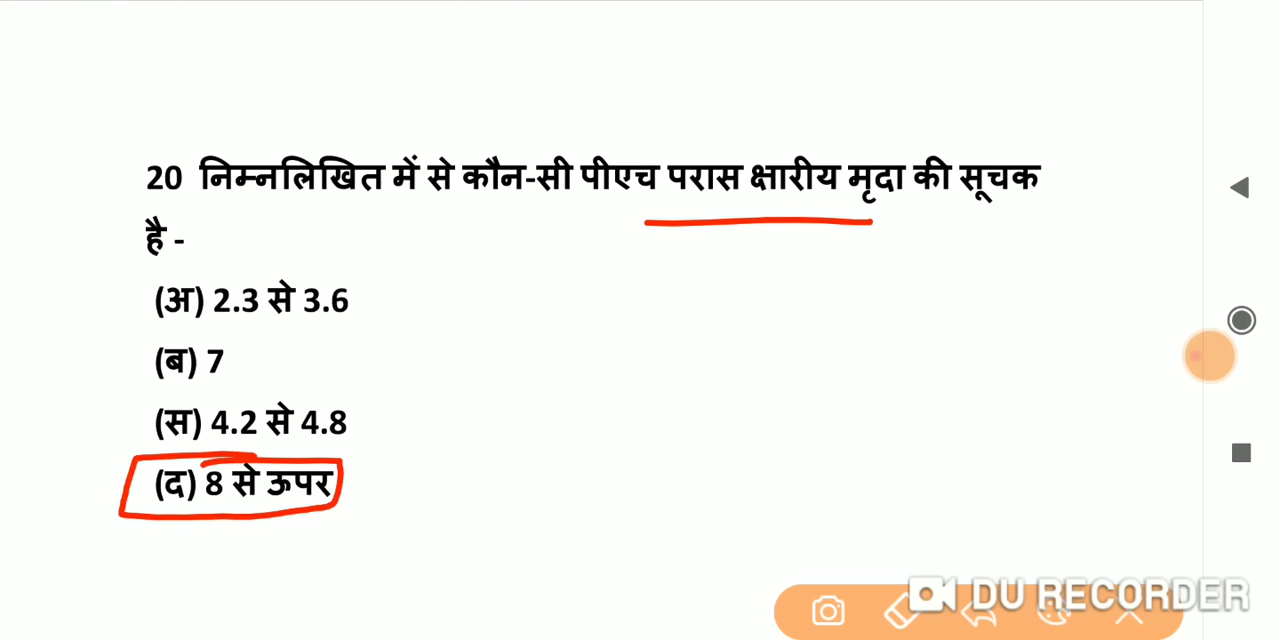 20 निम्नलिखित में से कौन-सी पीएच परास क्षारीय मृदा की सूचक
है -
(अ) 2.3 से 3.6
(ब) 7
(स) 4.2 से 4.8
(द) 8 से ऊपर
DU RECORDER